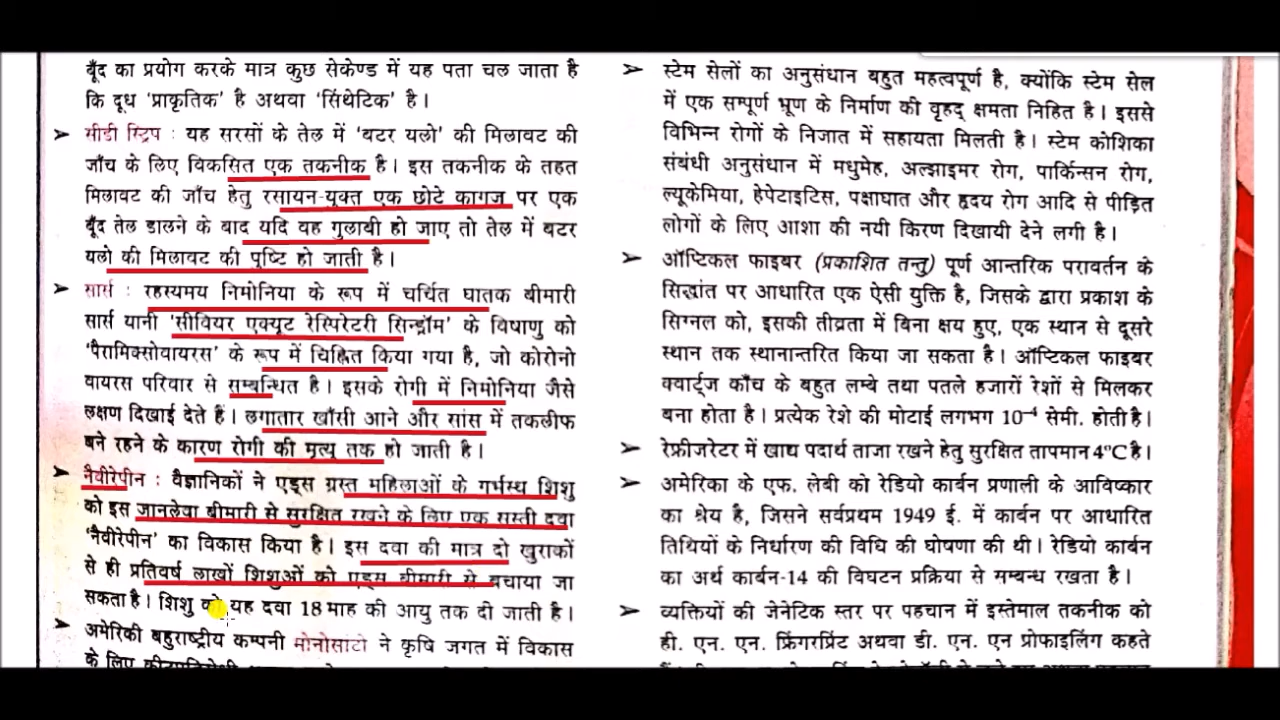 बूँद का प्रयोग करके मात्र कुछ सेकेण्ड में यह पता चल जाता है
कि दूध ‘प्राकृतिक’ है अथवा ‘सिंथेटिक’ है।
➤ सीडी स्ट्रिप : यह सरसों के तेल में ‘बटर यलो’ की मिलावट की
जाँच के लिए विकसित एक तकनीक है। इस तकनीक के तहत
मिलावट की जाँच हेतु रसायन-युक्त एक छोटे कागज पर एक
बूँद तेल डालने के बाद यदि वह गुलाबी हो जाए तो तेल में बटर
यलो की मिलावट की पुष्टि हो जाती है।
➤ सार्स : रहस्यमय निमोनिया के रूप में चर्चित घातक बीमारी
सार्स यानी ‘सीवियर एक्यूट रेस्पिरेटरी सिन्ड्रॉम’ के विषाणु को
‘पैरामिक्सोवायरस’ के रूप में चिह्नित किया गया है, जो कोरोनो
वायरस परिवार से सम्बन्धित है। इसके रोगी में निमोनिया जैसे
लक्षण दिखाई देते हैं। लगातार खाँसी आने और सांस में तकलीफ
बने रहने के कारण रोगी की मृत्यु तक हो जाती है।
➤ नैवीरेपीन : वैज्ञानिकों ने एड्स ग्रस्त महिलाओं के गर्भस्थ शिशु
को इस जानलेवा बीमारी से सुरक्षित रखने के लिए एक सस्ती दवा
‘नैवीरेपीन’ का विकास किया है। इस दवा की मात्र दो खुराकों
से ही प्रतिवर्ष लाखों शिशुओं को एड्स बीमारी से बचाया जा
सकता है। शिशु को यह दवा 18 माह की आयु तक दी जाती है।
➤ अमेरिकी बहुराष्ट्रीय कम्पनी मोनोसांटो ने कृषि जगत में विकास
के लिए
➤ स्टेम सेलों का अनुसंधान बहुत महत्वपूर्ण है, क्योंकि स्टेम सेल
में एक सम्पूर्ण भ्रूण के निर्माण की वृहद् क्षमता निहित है। इससे
विभिन्न रोगों के निजात में सहायता मिलती है। स्टेम कोशिका
संबंधी अनुसंधान में मधुमेह, अल्झाइमर रोग, पार्किन्सन रोग,
ल्यूकेमिया, हेपेटाइटिस, पक्षाघात और हृदय रोग आदि से पीड़ित
लोगों के लिए आशा की नयी किरण दिखायी देने लगी है।
➤ ऑप्टिकल फाइबर (प्रकाशित तन्तु) पूर्ण आन्तरिक परावर्तन के
सिद्धांत पर आधारित एक ऐसी युक्ति है, जिसके द्वारा प्रकाश के
सिग्नल को, इसकी तीव्रता में बिना क्षय हुए, एक स्थान से दूसरे
स्थान तक स्थानान्तरित किया जा सकता है। ऑप्टिकल फाइबर
क्वार्ट्ज काँच के बहुत लम्बे तथा पतले हजारों रेशों से मिलकर
बना होता है। प्रत्येक रेशे की मोटाई लगभग 10⁻⁴ सेमी. होती है।
➤ रेफ्रीजरेटर में खाद्य पदार्थ ताजा रखने हेतु सुरक्षित तापमान 4°C है।
➤ अमेरिका के एफ. लेबी को रेडियो कार्बन प्रणाली के आविष्कार
का श्रेय है, जिसने सर्वप्रथम 1949 ई. में कार्बन पर आधारित
तिथियों के निर्धारण की विधि की घोषणा की थी। रेडियो कार्बन
का अर्थ कार्बन-14 की विघटन प्रक्रिया से सम्बन्ध रखता है।
➤ व्यक्तियों की जेनेटिक स्तर पर पहचान में इस्तेमाल तकनीक को
डी. एन. एन. फ्रिंगरप्रिंट अथवा डी. एन. एन प्रोफाइलिंग कहते